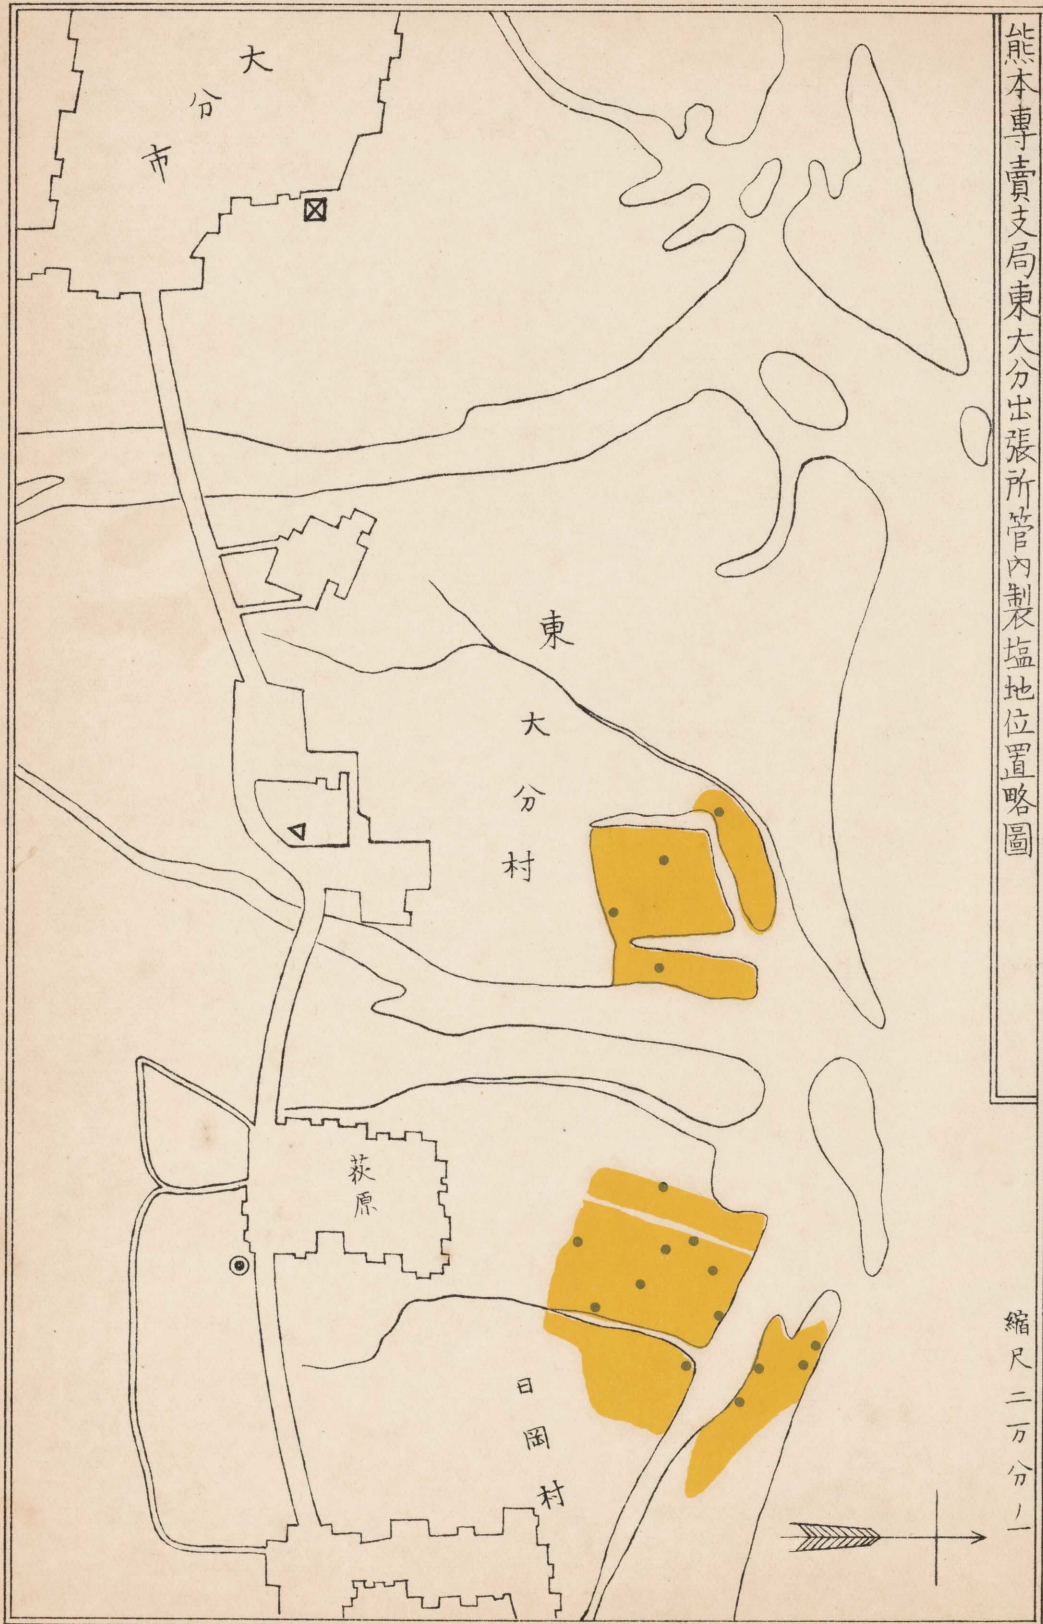 熊本專賣支局東大分出張所管內製塩地位置略圖
縮尺二万分ノ一
大分市
東大分村
萩原
日岡村